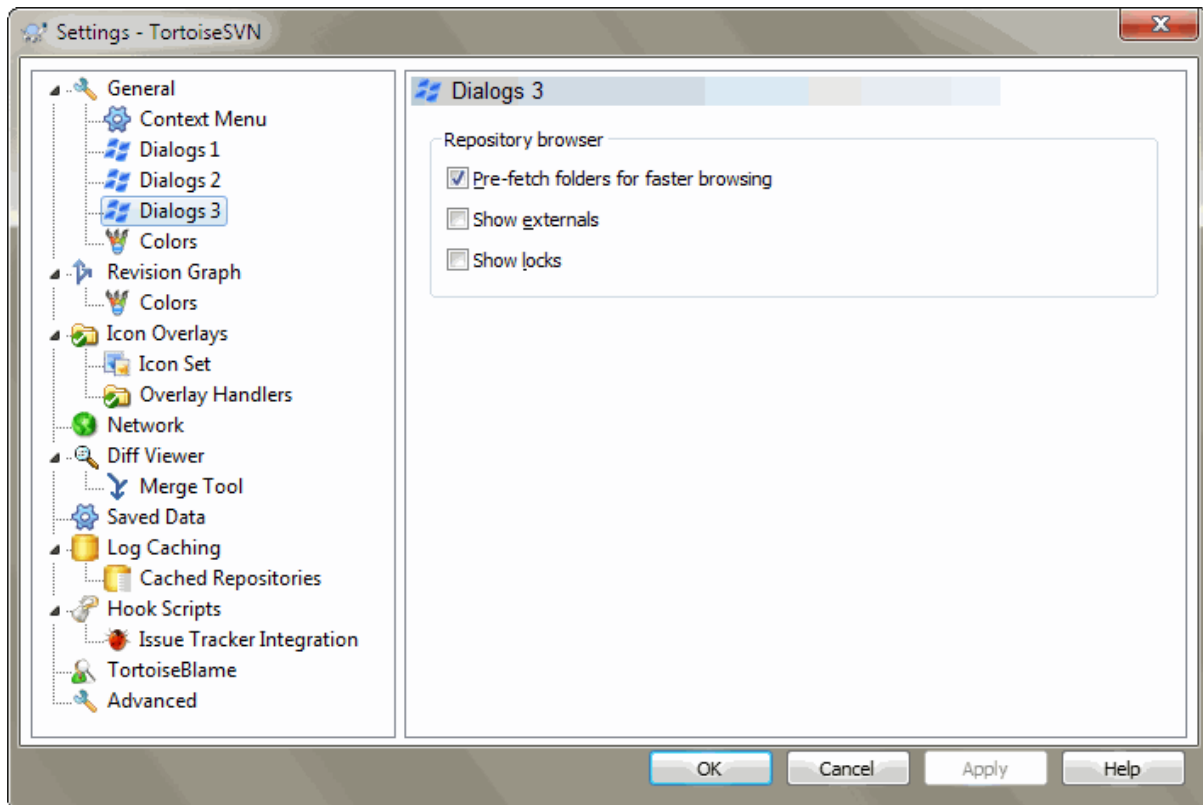 Settings - TortoiseSVN
General
Context Menu
Dialogs 1
Dialogs 2
Dialogs 3
Colors
Revision Graph
Colors
Icon Overlays
Icon Set
Overlay Handlers
Network
Diff Viewer
Merge Tool
Saved Data
Log Caching
Cached Repositories
Hook Scripts
Issue Tracker Integration
TortoiseBlame
Advanced
Dialogs 3
Repository browser
Pre-fetch folders for faster browsing
Show externals
Show locks
OK Cancel Apply Help